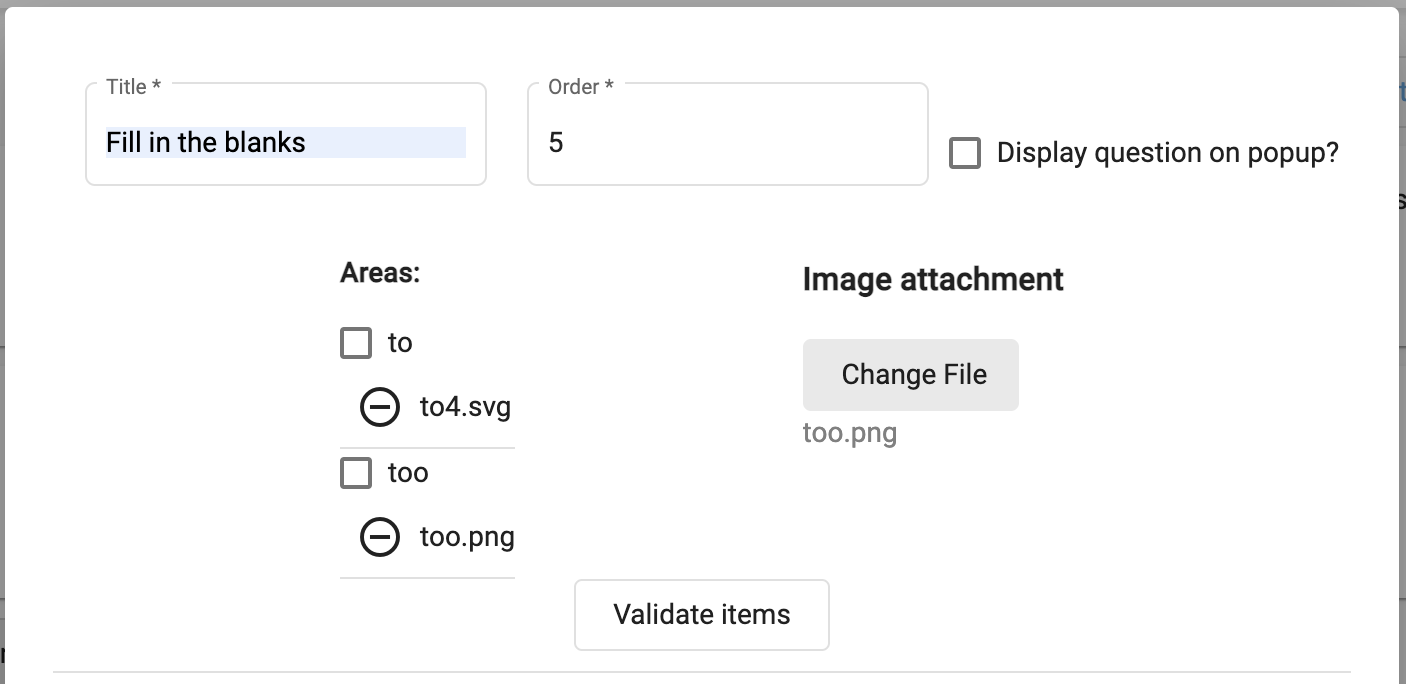 Title *
Order *
Fill in the blanks
5
Display question on popup?
Areas:
Image attachment
to
Change File
to4.svg
too.png
too
too.png
Validate items